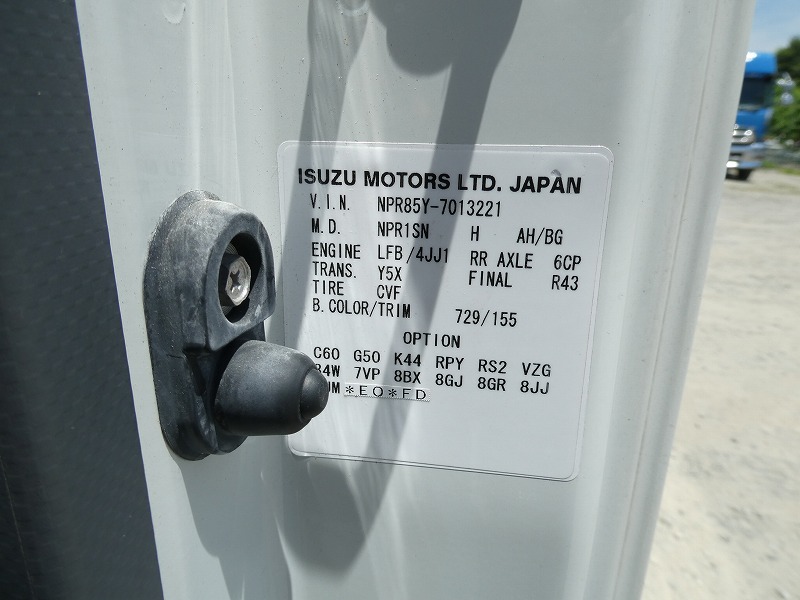 ISUZU MOTORS LTD. JAPAN
V.I.N. NPR85Y-7013221
M.D. NPR1SN H AH/BG
ENGINE LFB/4JJ1 RR AXLE 6CP
TRANS. Y5X FINAL R43
TIRE CVF
B.COLOR/TRIM 729/155
OPTION
C60 G50 K44 RPY RS2 VZG
7VP 8BX 8GJ 8GR 8JJ
*EO*FD